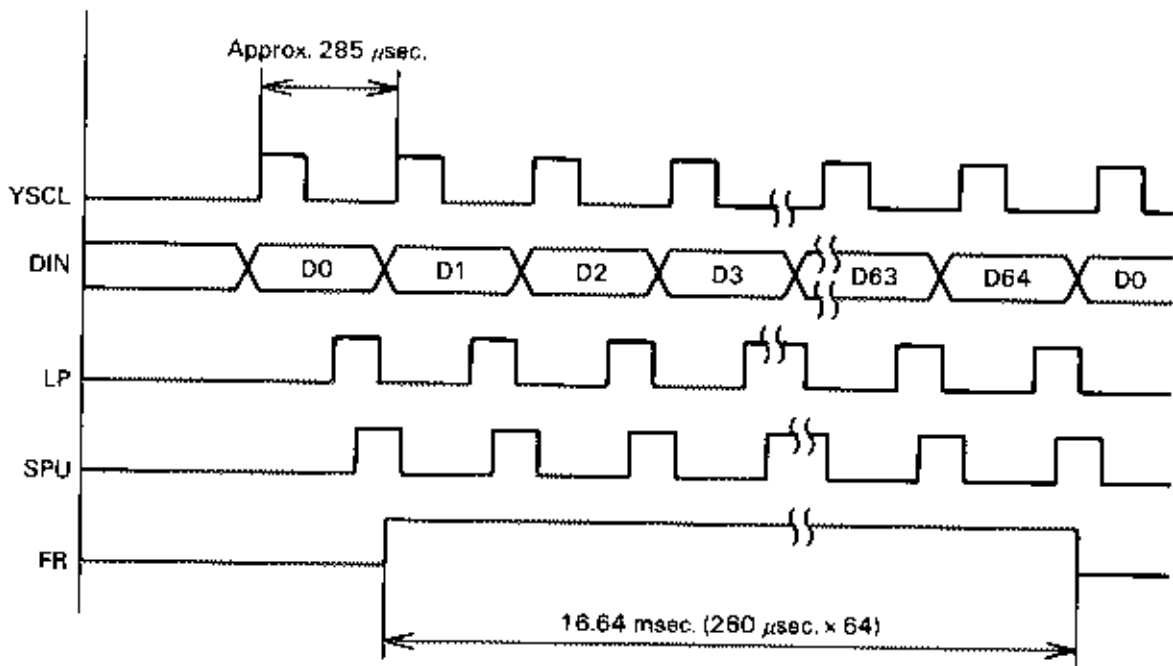 Approx. 285 μsec.
YSCL
DIN D0 D1 D2 D3 D63 D64 D0
LP
SPU
FR
16.64 msec. (260 μsec. × 64)